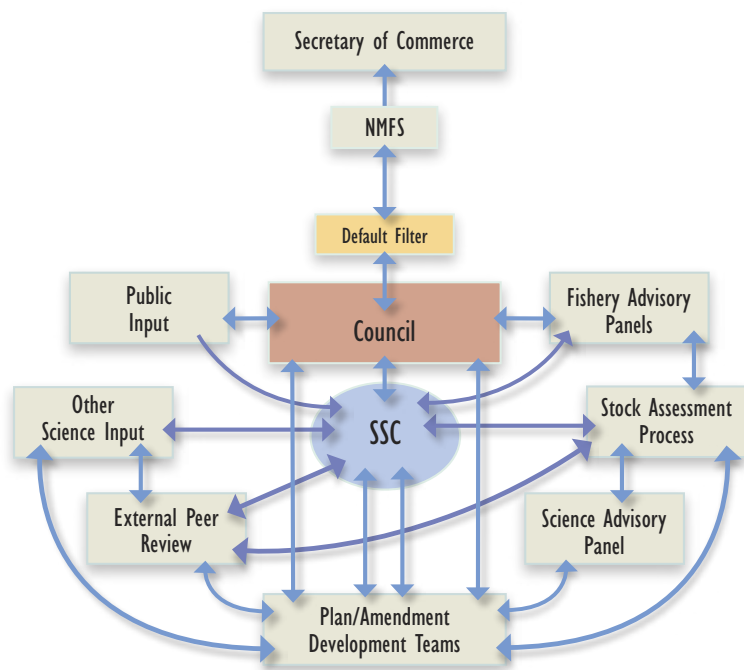 Secretary of Commerce
NMFS
Default Filter
Public
Input
Council
Fishery Advisory
Panels
Other
Science Input
SSC
Stock Assessment
Process
External Peer
Review
Science Advisory
Panel
Plan/Amendment
Development Teams